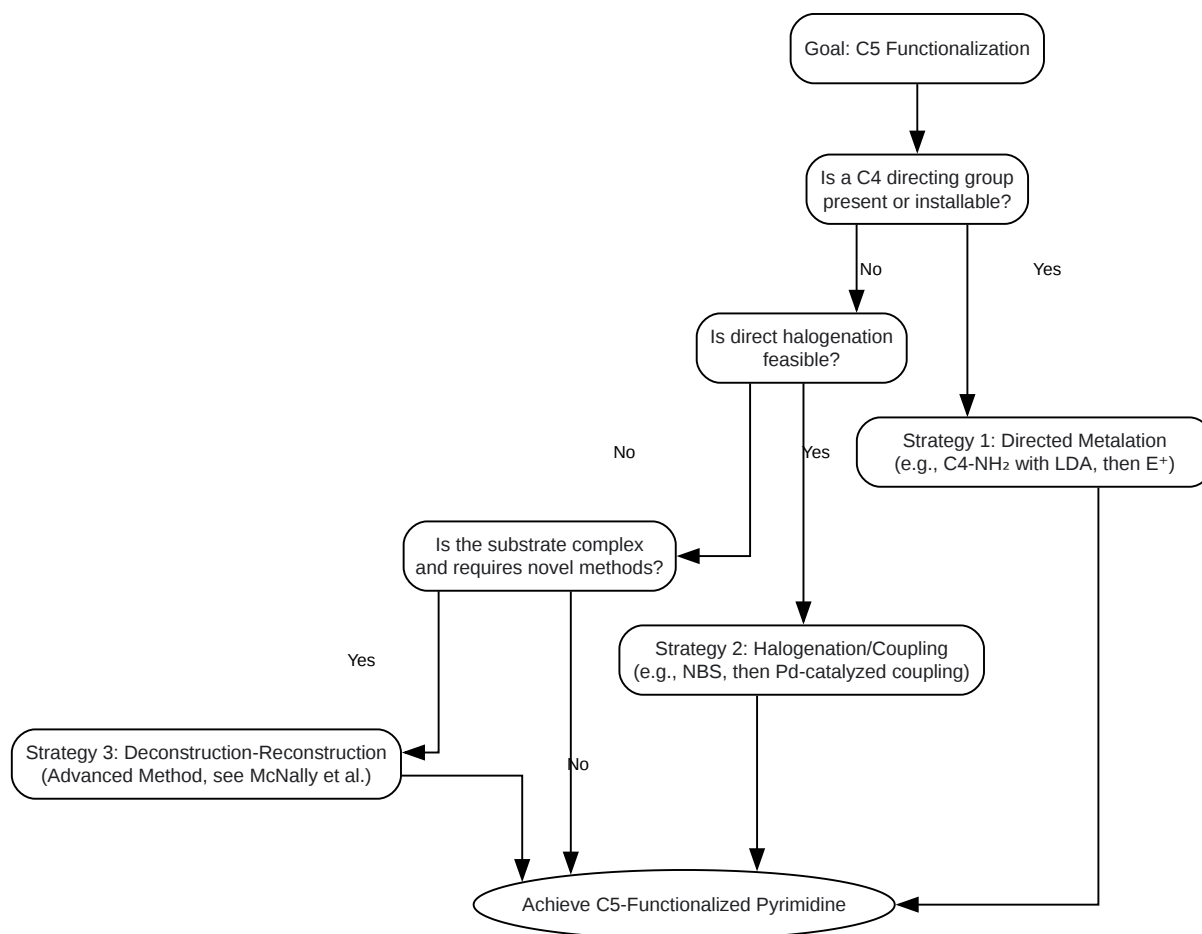 Goal: C5 Functionalization
Is a C4 directing group
present or installable?
No
Yes
Is direct halogenation
feasible?
No
Yes
Strategy 1: Directed Metalation
(e.g., C4-NH₂ with LDA, then E⁺)
Is the substrate complex
and requires novel methods?
Strategy 2: Halogenation/Coupling
(e.g., NBS, then Pd-catalyzed coupling)
Yes
No
Strategy 3: Deconstruction-Reconstruction
(Advanced Method, see McNally et al.)
Achieve C5-Functionalized Pyrimidine